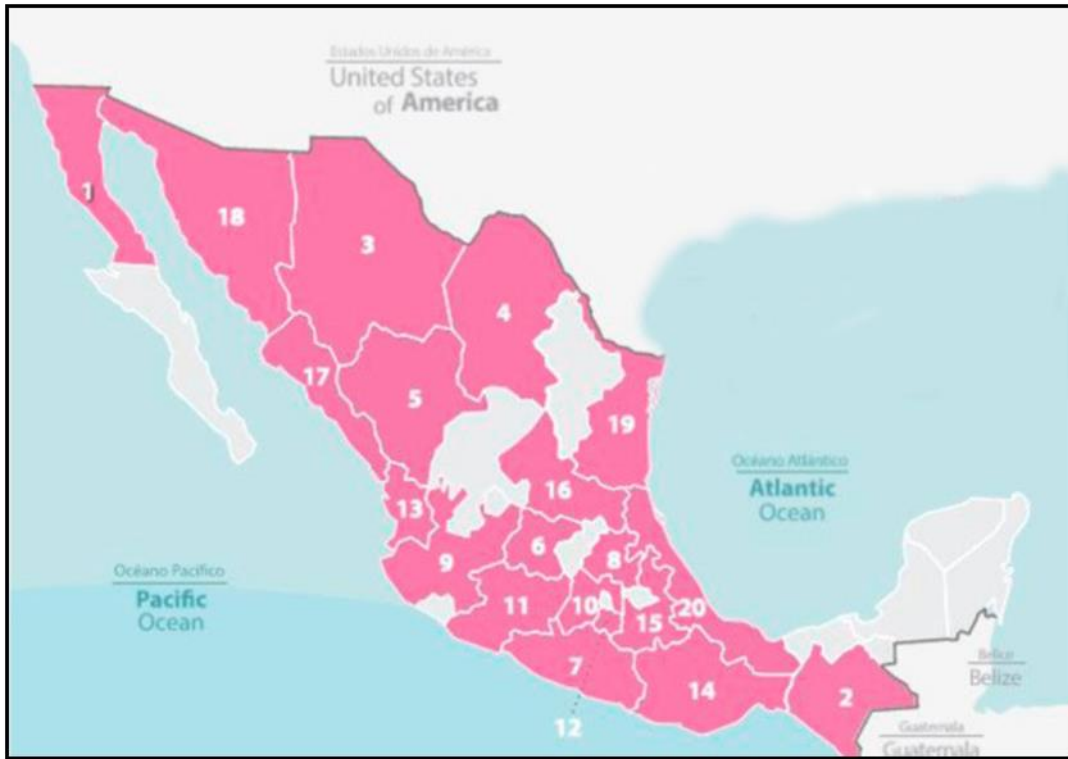 Estados Unidos de América
United States
of America
1
18
3
4
17
5
19
16
13
6
8
9
11
10
15
20
7
14
2
12
Océano Atlántico
Atlantic
Ocean
Océano Pacífico
Pacific
Ocean
Belice
Belize
Guatemala
Guatemala